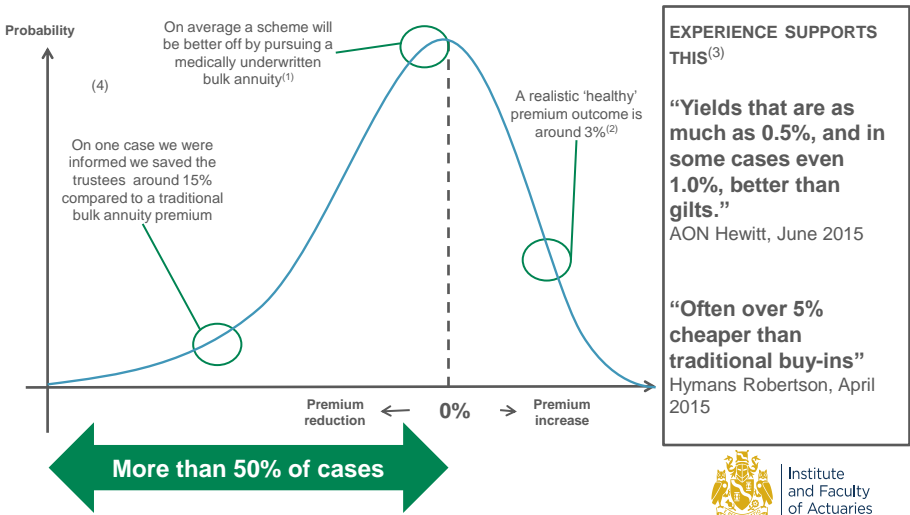 Probability
On average a scheme will
be better off by pursuing a
medically underwritten
bulk annuity(1)
(4)
A realistic ‘healthy’
premium outcome is
around 3%(2)
On one case we were
informed we saved the
trustees around 15%
compared to a traditional
bulk annuity premium
Premium
reduction
0%
Premium
increase
More than 50% of cases
EXPERIENCE SUPPORTS
THIS(3)
“Yields that are as
much as 0.5%, and in
some cases even
1.0%, better than
gilts.”
AON Hewitt, June 2015
“Often over 5%
cheaper than
traditional buy-ins”
Hymans Robertson, April
2015
Institute
and Faculty
of Actuaries